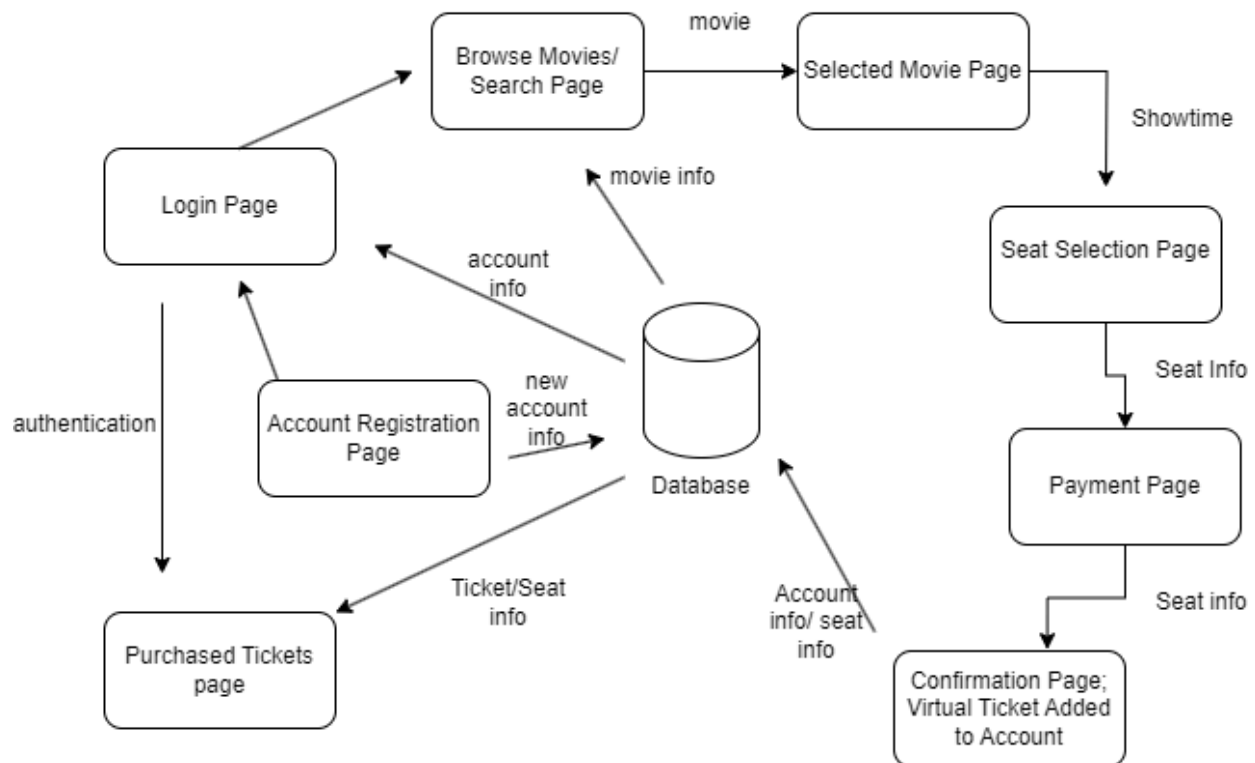 movie
Browse Movies/
Search Page
Selected Movie Page
Showtime
movie info
Login Page
Seat Selection Page
account
info
Seat Info
new
account
info
authentication
Account Registration
Page
Database
Payment Page
Ticket/Seat
info
Account
info/ seat
info
Seat info
Purchased Tickets
page
Confirmation Page;
Virtual Ticket Added
to Account